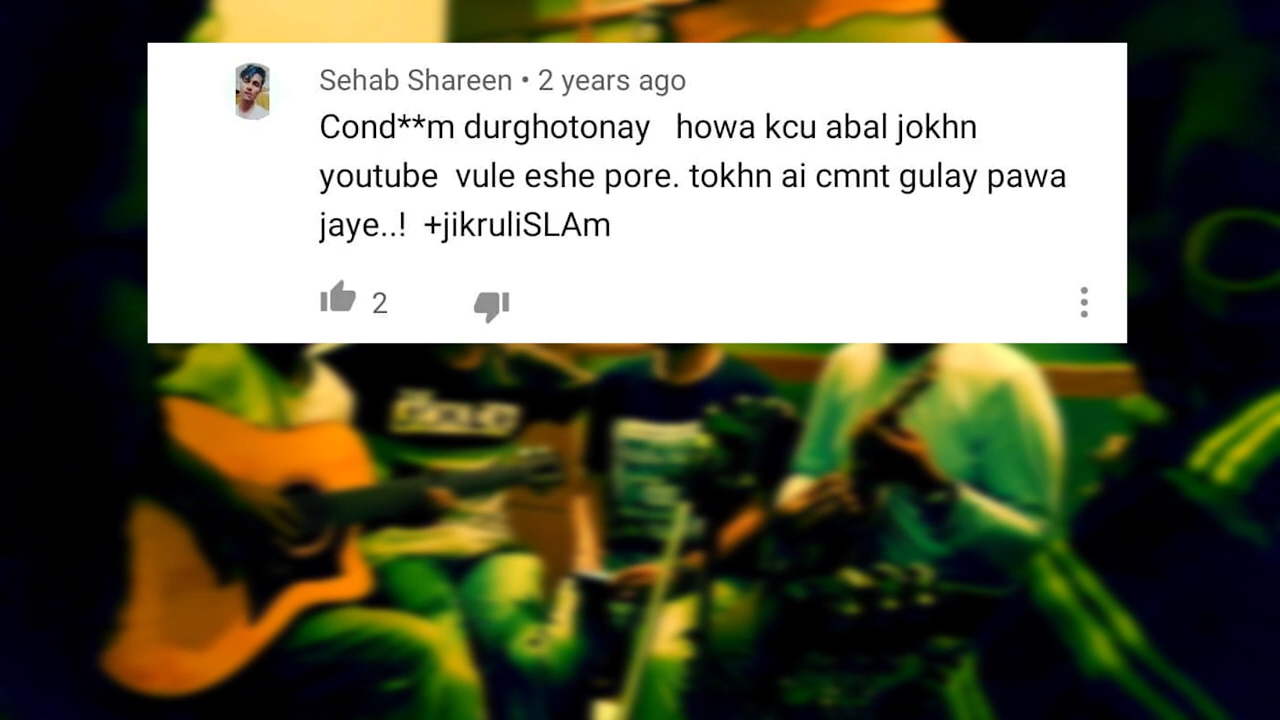 Sehab Shareen • 2 years ago
Cond**m durghotonay howa kcu abal jokhn
youtube vule eshe pore. tokhn ai cmnt gulay pawa
jaye..! +jikruliSLAm
2